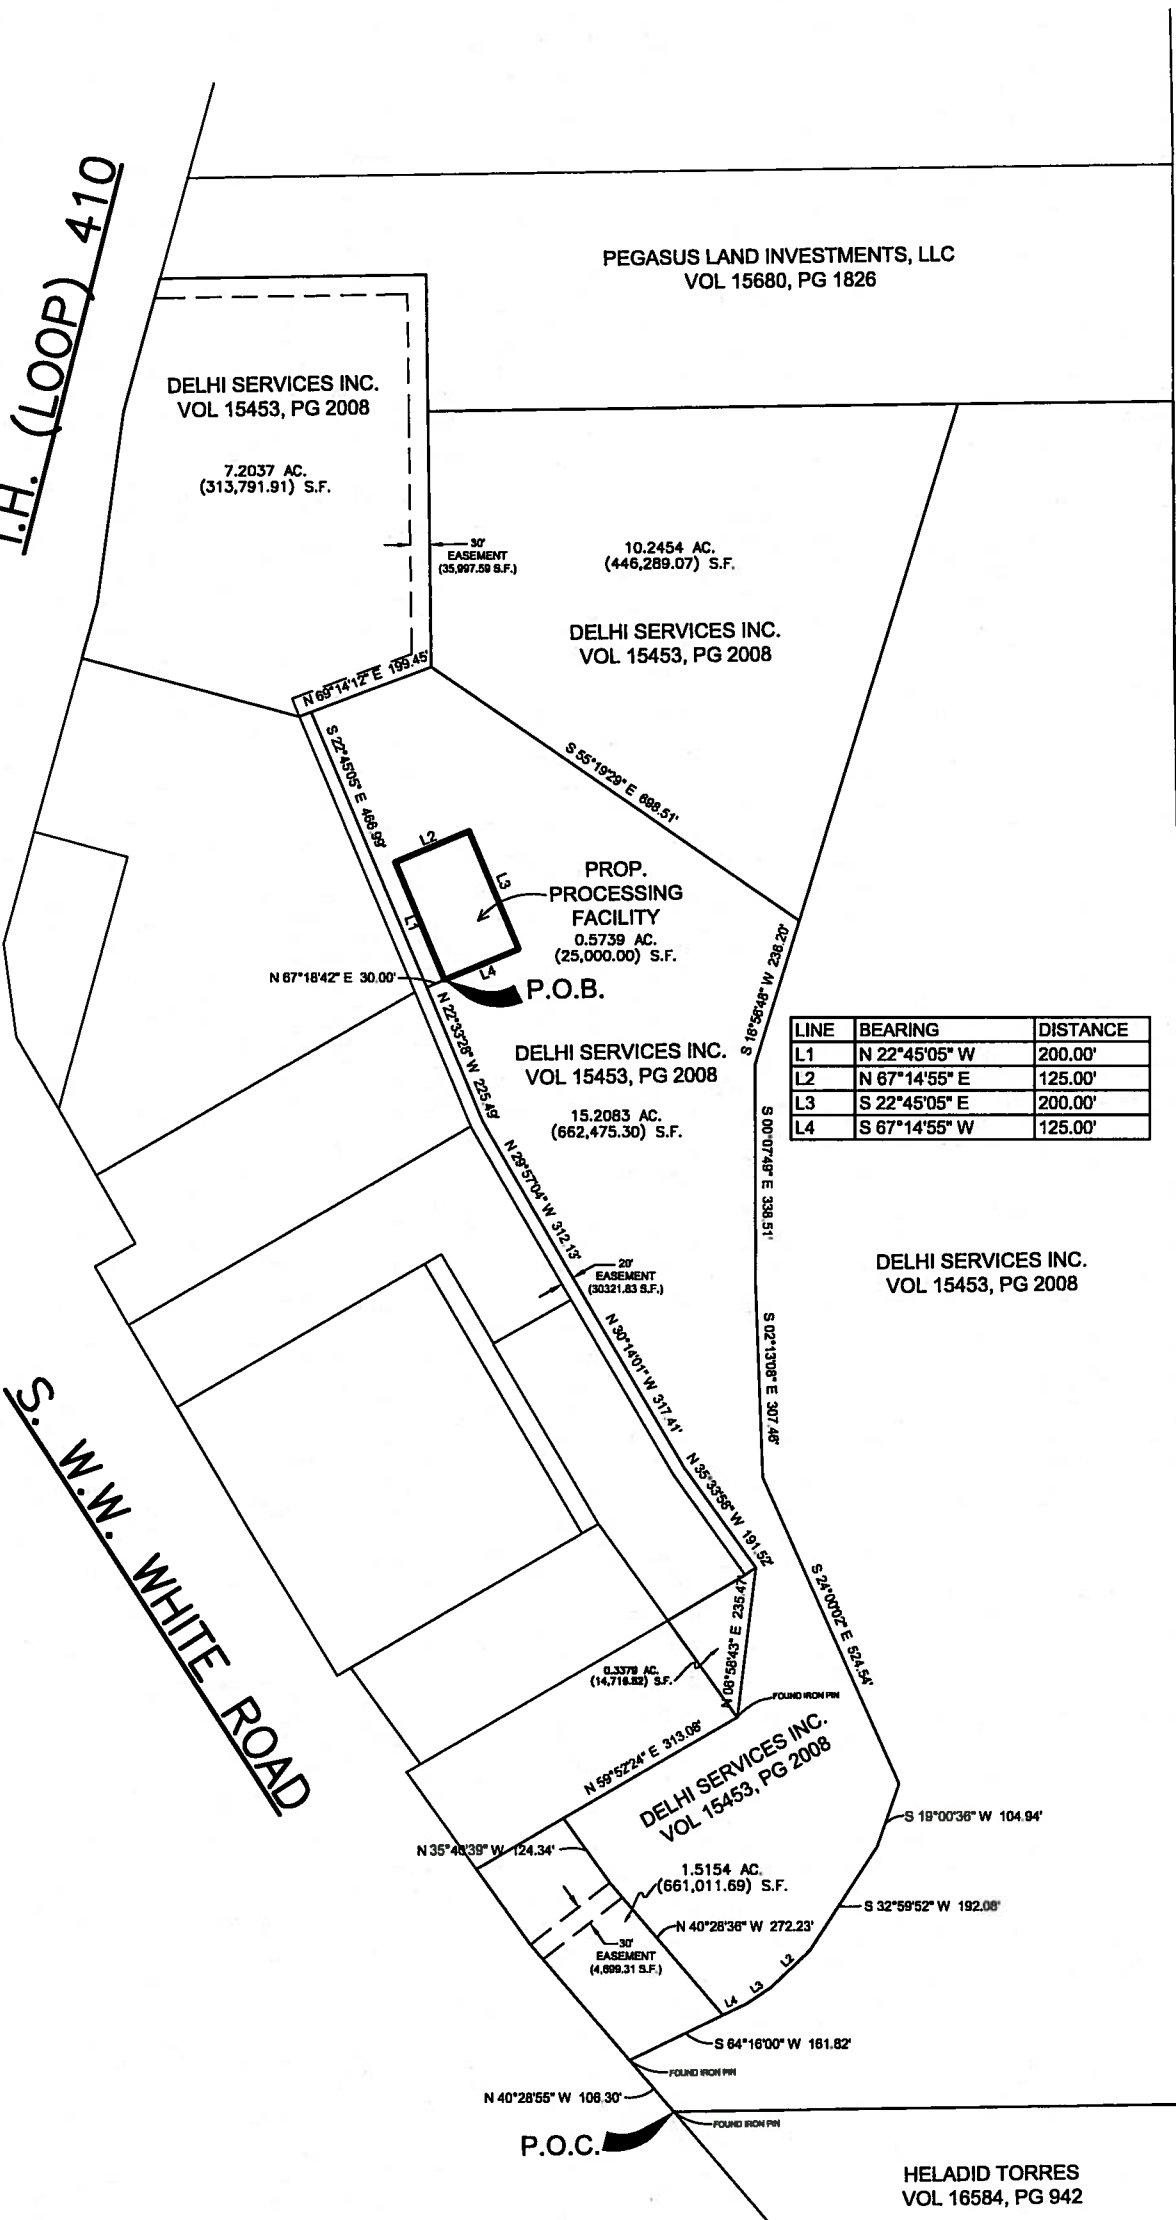 I.H. (LOOP) 410
PEGASUS LAND INVESTMENTS, LLC
VOL 15680, PG 1826
DELHI SERVICES INC.
VOL 15453, PG 2008
7.2037 AC.
(313,791.91) S.F.
30'
EASEMENT
(35,997.59 S.F.)
10.2454 AC.
(446,289.07) S.F.
DELHI SERVICES INC.
VOL 15453, PG 2008
N 69°14'12" E 199.45'
S 22°45'05" E 466.99'
S 55°19'29" E 698.51'
L2
L3
L1
L4
PROP.
PROCESSING
FACILITY
0.5739 AC.
(25,000.00) S.F.
N 67°18'42" E 30.00'
P.O.B.
S 16°56'48" W 236.20'
N 22°33'28" W 225.49'
DELHI SERVICES INC.
VOL 15453, PG 2008
15.2083 AC.
(662,475.30) S.F.
LINE BEARING DISTANCE
L1 N 22°45'05" W 200.00'
L2 N 67°14'55" E 125.00'
L3 S 22°45'05" E 200.00'
L4 S 67°14'55" W 125.00'
S 00°07'49" E 338.51'
N 29°57'04" W 312.13'
20'
EASEMENT
(30321.83 S.F.)
DELHI SERVICES INC.
VOL 15453, PG 2008
S 02°13'08" E 307.46'
N 30°14'01" W 317.41'
N 35°33'58" W 191.52'
S. W.W. WHITE ROAD
S 24°00'02" E 524.54'
N 08°58'43" E 235.47'
0.3379 AC.
(14,718.82) S.F.
FOUND IRON PIN
N 59°52'24" E 313.08'
DELHI SERVICES INC.
VOL 15453, PG 2008
S 19°00'36" W 104.94'
124.34'
1.5154 AC.
(661,011.69) S.F.
S 32°59'52" W 192.08'
N 40°28'36" W 272.23'
30'
EASEMENT
(4,699.31 S.F.)
L2
L3
L4
S 64°16'00" W 161.82'
FOUND IRON PIN
N 40°28'55" W 106.30'
FOUND IRON PIN
P.O.C.
HELADID TORRES
VOL 16584, PG 942